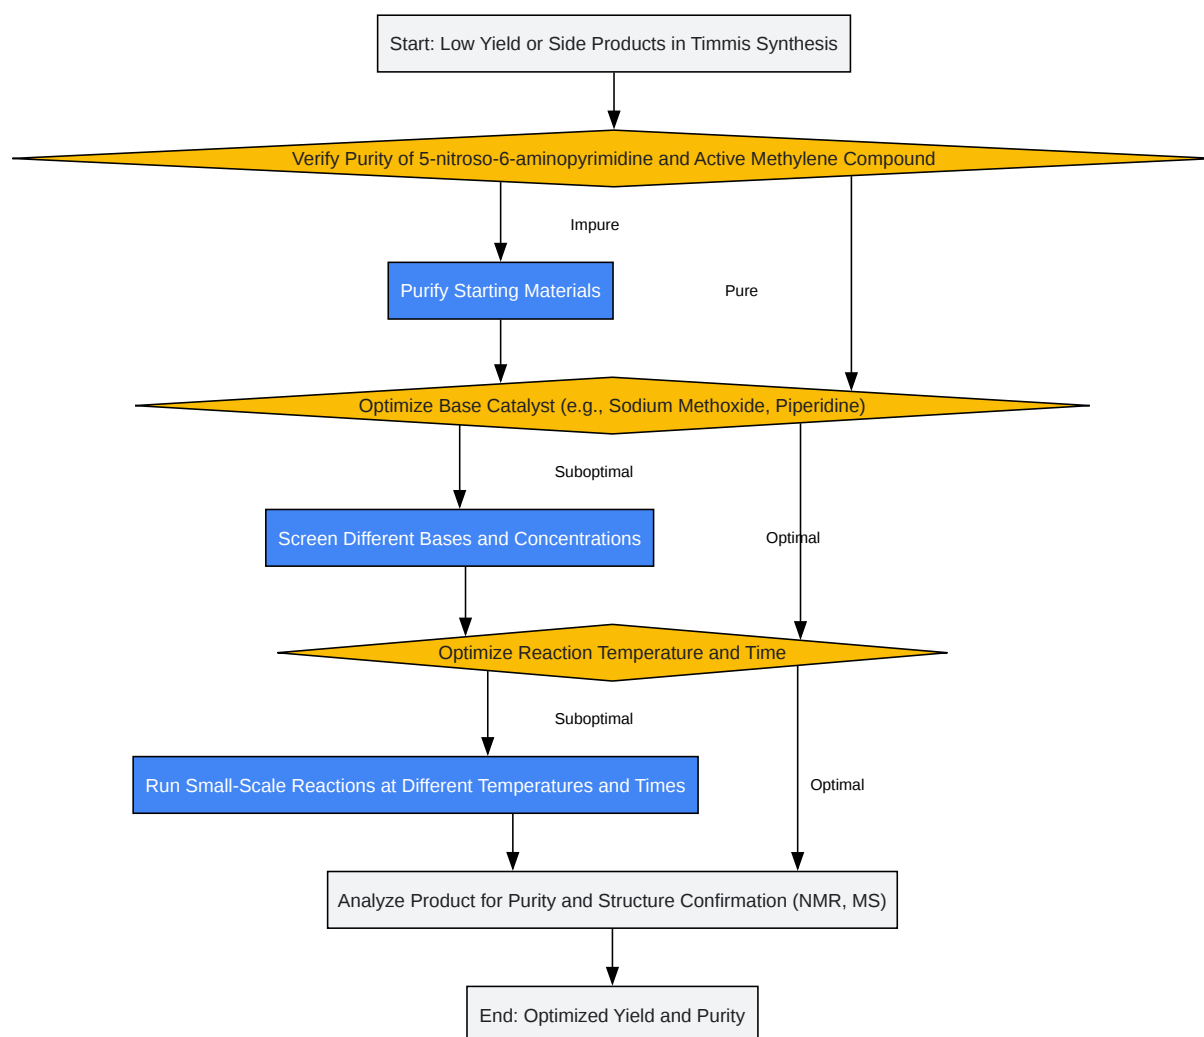 Start: Low Yield or Side Products in Timmis Synthesis
Verify Purity of 5-nitroso-6-aminopyrimidine and Active Methylene Compound
Impure
Purify Starting Materials
Pure
Optimize Base Catalyst (e.g., Sodium Methoxide, Piperidine)
Suboptimal
Screen Different Bases and Concentrations
Optimal
Optimize Reaction Temperature and Time
Suboptimal
Run Small-Scale Reactions at Different Temperatures and Times
Optimal
Analyze Product for Purity and Structure Confirmation (NMR, MS)
End: Optimized Yield and Purity